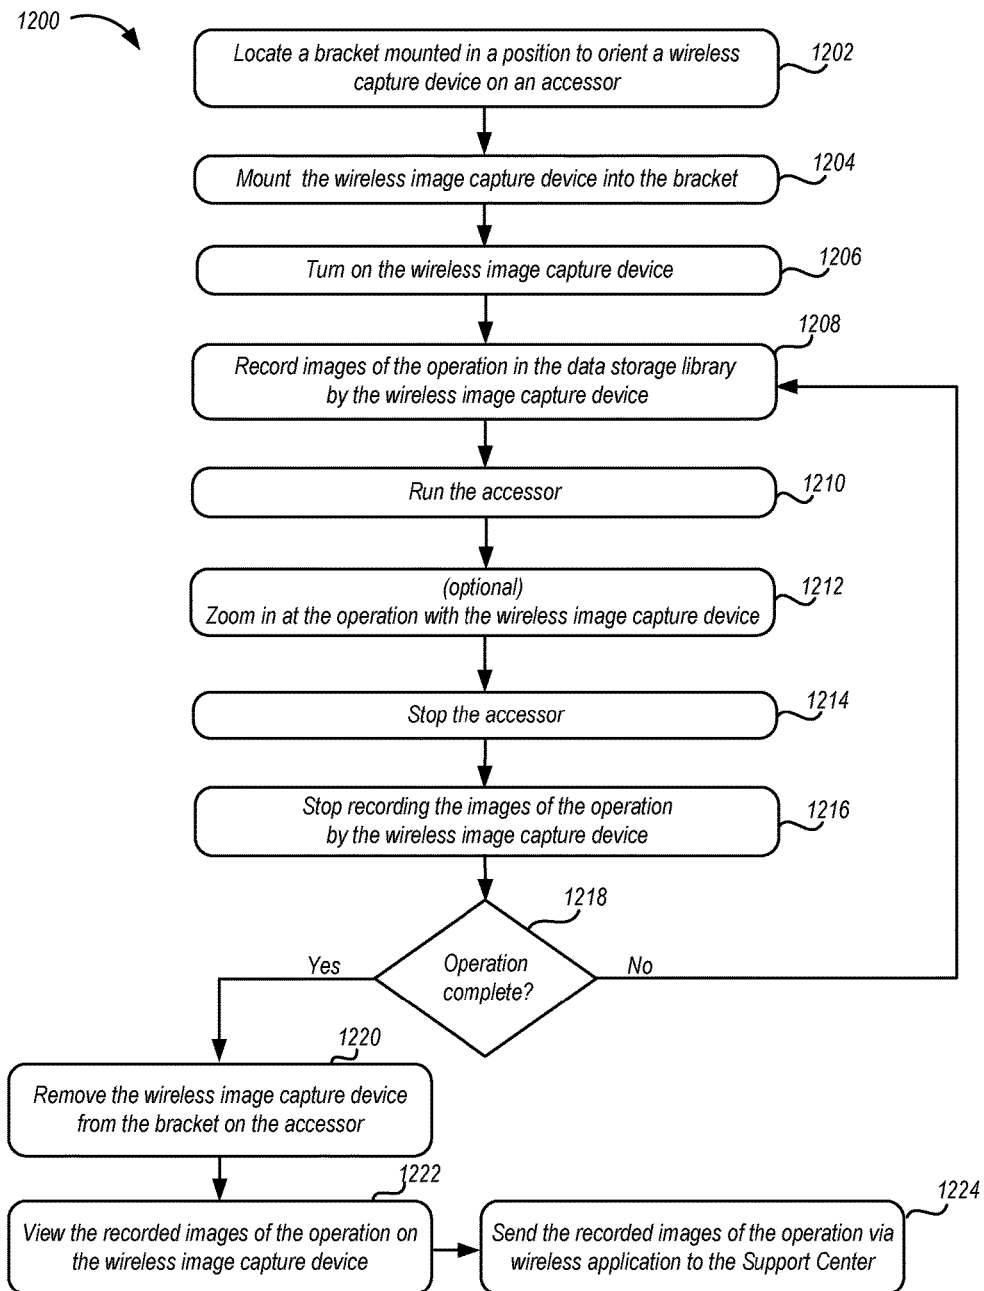 1200
Locate a bracket mounted in a position to orient a wireless
capture device on an accessor
1202
Mount the wireless image capture device into the bracket
1204
Turn on the wireless image capture device
1206
1208
Record images of the operation in the data storage library
by the wireless image capture device
Run the accessor
1210
(optional)
Zoom in at the operation with the wireless image capture device
1212
Stop the accessor
1214
Stop recording the images of the operation
by the wireless image capture device
1216
1218
Operation
complete?
Yes
No
1220
Remove the wireless image capture device
from the bracket on the accessor
1222
View the recorded images of the operation on
the wireless image capture device
1224
Send the recorded images of the operation via
wireless application to the Support Center